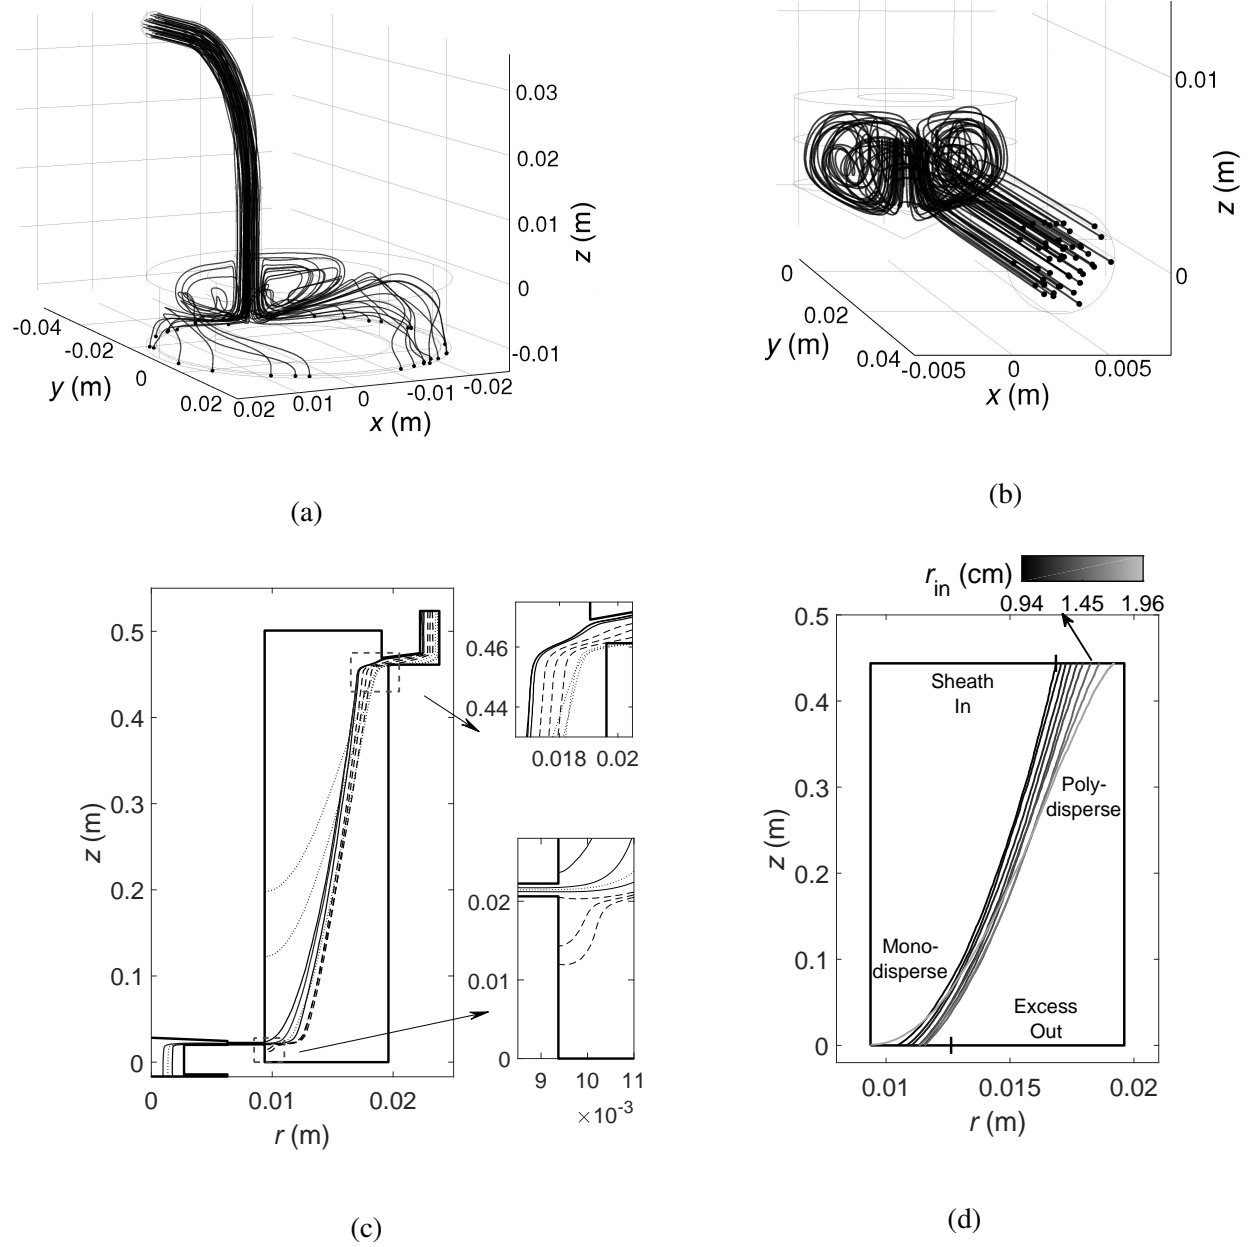 0.03
0.02
0.01
0
-0.01
z (m)
-0.04
-0.02
0
0.02
y (m)
0.02
0.01
0
-0.01
-0.02
x (m)
(a)
0.01
0
z (m)
0
0.02
0.04
y (m)
-0.005
0
0.005
x (m)
(b)
0.5
0.4
0.3
0.2
0.1
0
z (m)
0
0.01
0.02
r (m)
0.46
0.44
0.018 0.02
0.02
0.01
0
9 10 11
×10-3
(c)
rin (cm)
0.94 1.45 1.96
0.5
0.4
0.3
0.2
0.1
0
z (m)
Sheath
In
Poly-
disperse
Mono-
disperse
Excess
Out
0.01 0.015 0.02
r (m)
(d)